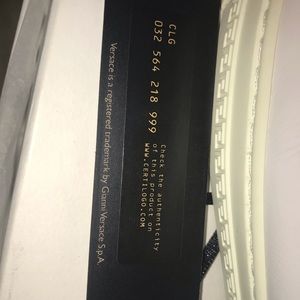 CLG
032 564 218 999
Check the authenticity
of this product on
WWW.CERTILOGO.COM
Versace is a registered trademark by Gianni Versace S.p.A.